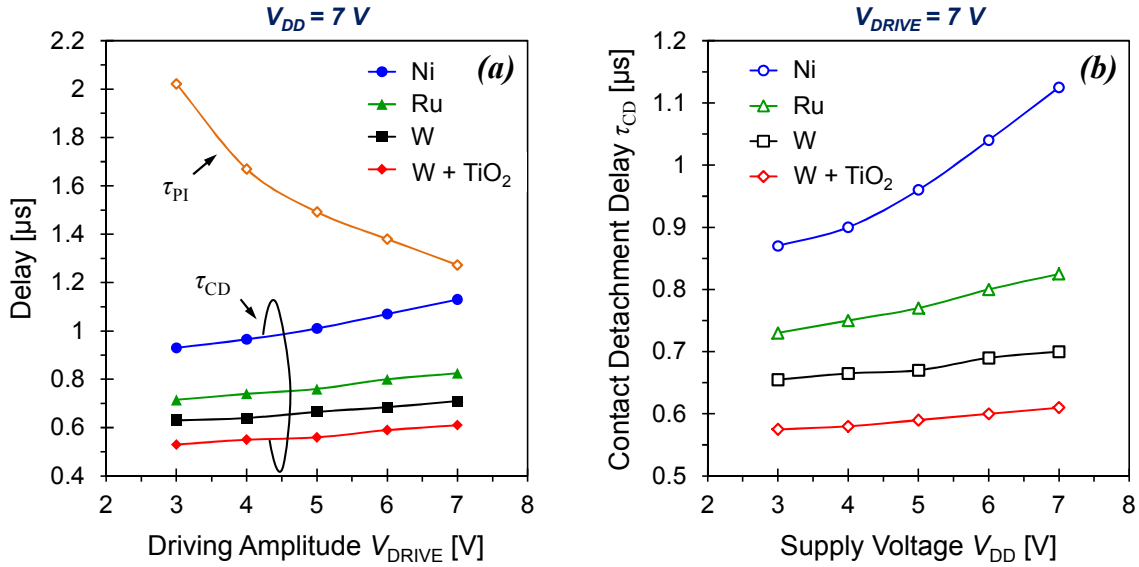 V_DD = 7 V
(a)
Delay [µs]
2.2
2
1.8
1.6
1.4
1.2
1
0.8
0.6
0.4
Ni
Ru
W
W + TiO₂
τ_PI
τ_CD
2 3 4 5 6 7 8
Driving Amplitude V_DRIVE [V]
V_DRIVE = 7 V
(b)
Contact Detachment Delay τ_CD [µs]
1.2
1.1
1
0.9
0.8
0.7
0.6
0.5
Ni
Ru
W
W + TiO₂
2 3 4 5 6 7 8
Supply Voltage V_DD [V]